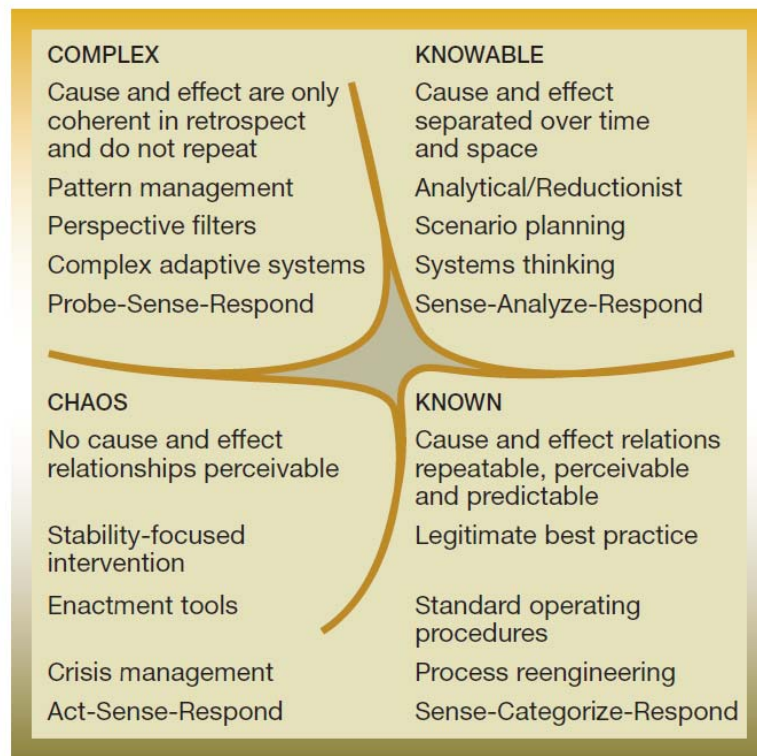 COMPLEX
Cause and effect are only
coherent in retrospect
and do not repeat
Pattern management
Perspective filters
Complex adaptive systems
Probe-Sense-Respond
KNOWABLE
Cause and effect
separated over time
and space
Analytical/Reductionist
Scenario planning
Systems thinking
Sense-Analyze-Respond
CHAOS
No cause and effect
relationships perceivable
Stability-focused
intervention
Enactment tools
Crisis management
Act-Sense-Respond
KNOWN
Cause and effect relations
repeatable, perceivable
and predictable
Legitimate best practice
Standard operating
procedures
Process reengineering
Sense-Categorize-Respond